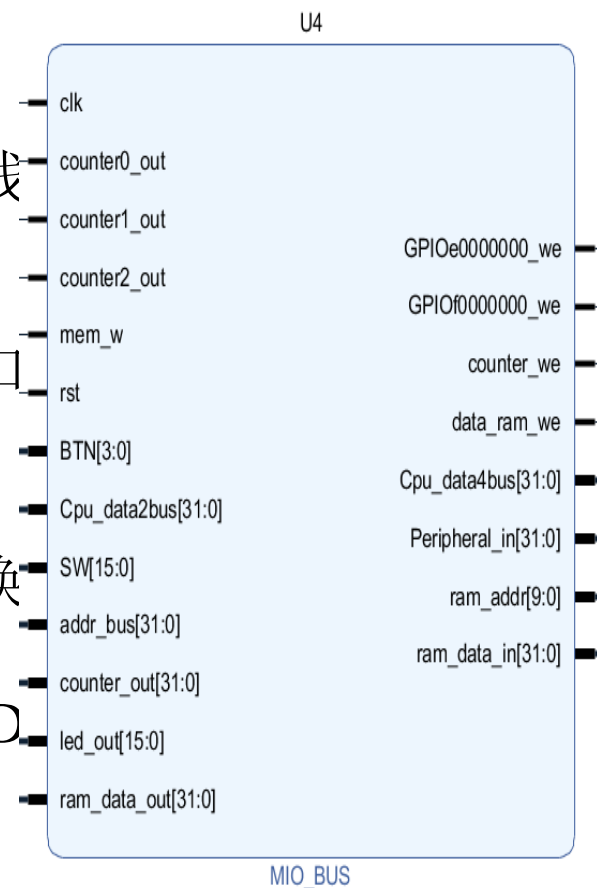 U4
clk
counter0_out
counter1_out
counter2_out
mem_w
rst
BTN[3:0]
Cpu_data2bus[31:0]
SW[15:0]
addr_bus[31:0]
counter_out[31:0]
led_out[15:0]
ram_data_out[31:0]
GPIOe0000000_we
GPIOf0000000_we
counter_we
data_ram_we
Cpu_data4bus[31:0]
Peripheral_in[31:0]
ram_addr[9:0]
ram_data_in[31:0]
MIO_BUS